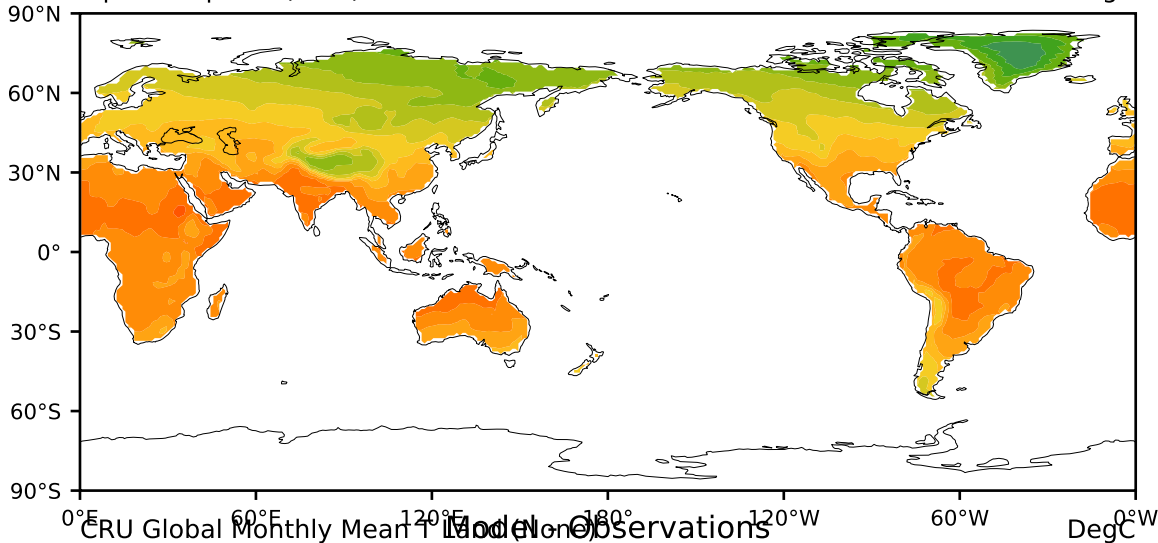 90°N
60°N
30°N
0°
30°S
60°S
90°S
0°E 60°E 120°E 180° 120°W 60°W 0°W
CRU Global Monthly Mean T Land (None) Model - Observations DegC